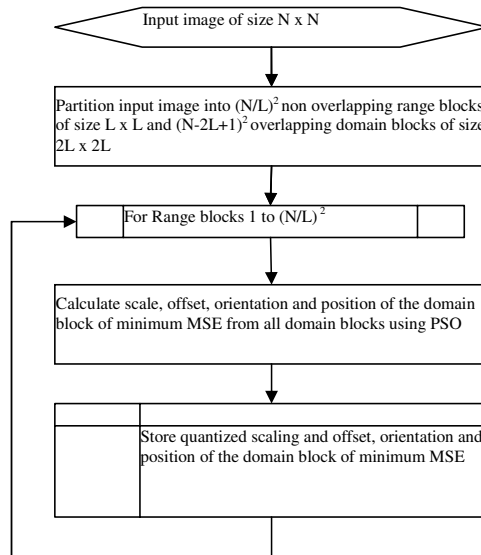 Input image of size N x N
Partition input image into (N/L)² non overlapping range blocks
of size L x L and (N-2L+1)² overlapping domain blocks of size
2L x 2L
For Range blocks 1 to (N/L)²
Calculate scale, offset, orientation and position of the domain
block of minimum MSE from all domain blocks using PSO
Store quantized scaling and offset, orientation and
position of the domain block of minimum MSE